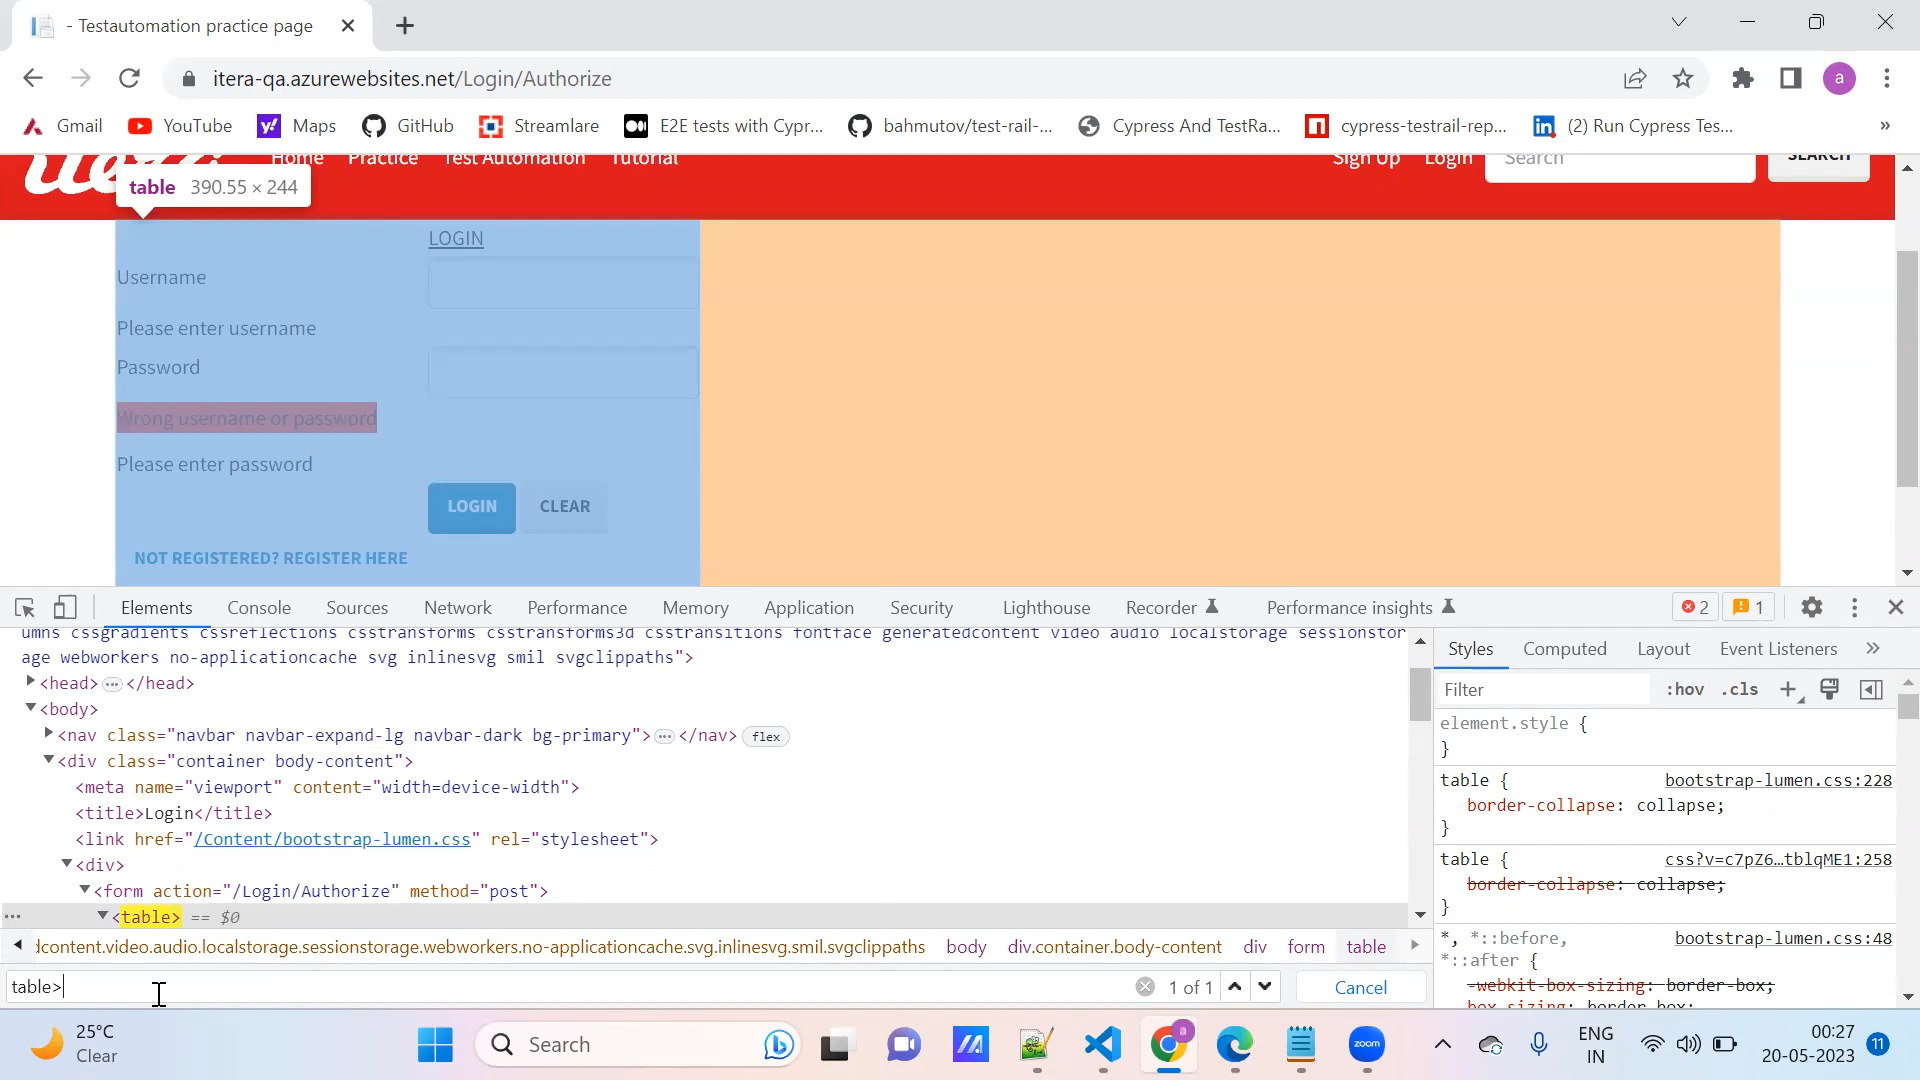 - Testautomation practice page
itera-qa.azurewebsites.net/Login/Authorize
a
Gmail YouTube Maps GitHub Streamlare E2E tests with Cypr... bahmutov/test-rail-... Cypress And TestRa... cypress-testrail-rep... (2) Run Cypress Tes... »
Home Practice Test Automation Tutorial Sign Up Login Search SEARCH
table 390.55 × 244
LOGIN
Username
Please enter username
Password
Wrong username or password
Please enter password
LOGIN CLEAR
NOT REGISTERED? REGISTER HERE
Elements Console Sources Network Performance Memory Application Security Lighthouse Recorder Performance insights 2 1
umns cssgradients cssreflections csstransforms csstransforms3d csstransitions fontface generatedcontent video audio localstorage sessionstor
age webworkers no-applicationcache svg inlinesvg smil svgclippaths">
<head> ... </head>
<body>
<nav class="navbar navbar-expand-lg navbar-dark bg-primary"> ... </nav> flex
<div class="container body-content">
<meta name="viewport" content="width=device-width">
<title>Login</title>
<link href="/Content/bootstrap-lumen.css" rel="stylesheet">
<div>
<form action="/Login/Authorize" method="post">
... <table> == $0
dcontent.video.audio.localstorage.sessionstorage.webworkers.no-applicationcache.svg.inlinesvg.smil.svgclippaths body div.container.body-content div form table
table> 1 of 1 Cancel
Styles Computed Layout Event Listeners »
Filter :hov .cls +
element.style {
}
table { bootstrap-lumen.css:228
border-collapse: collapse;
}
table { css?v=c7pZ6…tblqME1:258
border-collapse: collapse;
}
*, *::before, bootstrap-lumen.css:48
*::after {
-webkit-box-sizing: border-box;
box-sizing: border-box;
25°C
Clear
Search
a
zoom
ENG
IN
00:27
20-05-2023
11